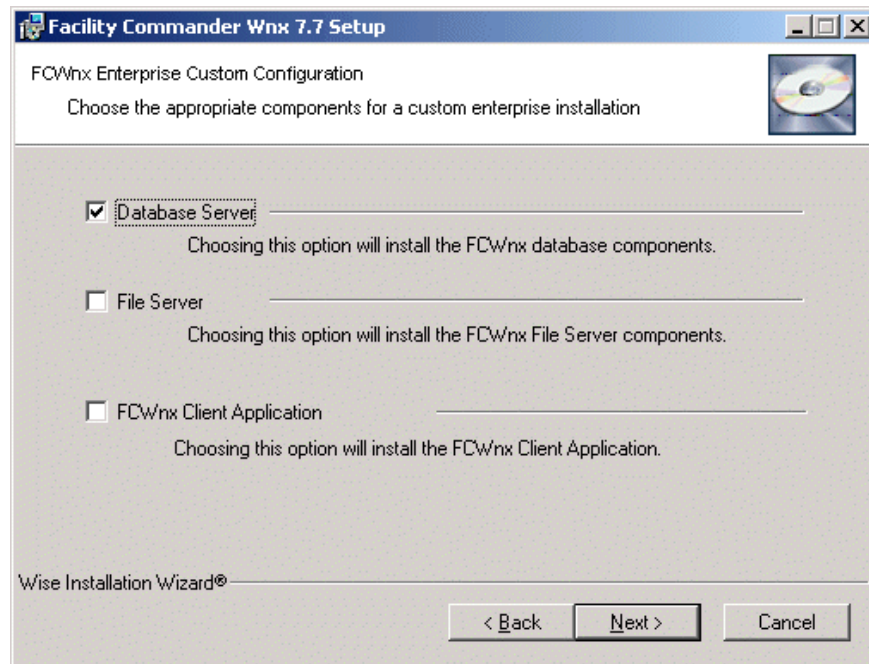 Facility Commander Wnx 7.7 Setup
FCWnx Enterprise Custom Configuration
Choose the appropriate components for a custom enterprise installation
Database Server
Choosing this option will install the FCWnx database components.
File Server
Choosing this option will install the FCWnx File Server components.
FCWnx Client Application
Choosing this option will install the FCWnx Client Application.
Wise Installation Wizard®
< Back
Next >
Cancel